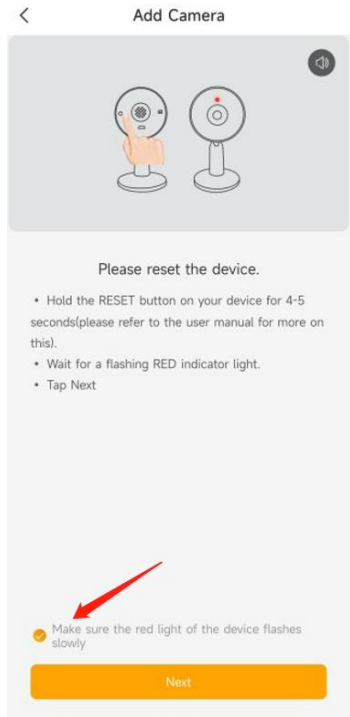 Add Camera
Please reset the device.
• Hold the RESET button on your device for 4-5
seconds(please refer to the user manual for more on
this).
• Wait for a flashing RED indicator light.
• Tap Next
Make sure the red light of the device flashes
slowly
Next